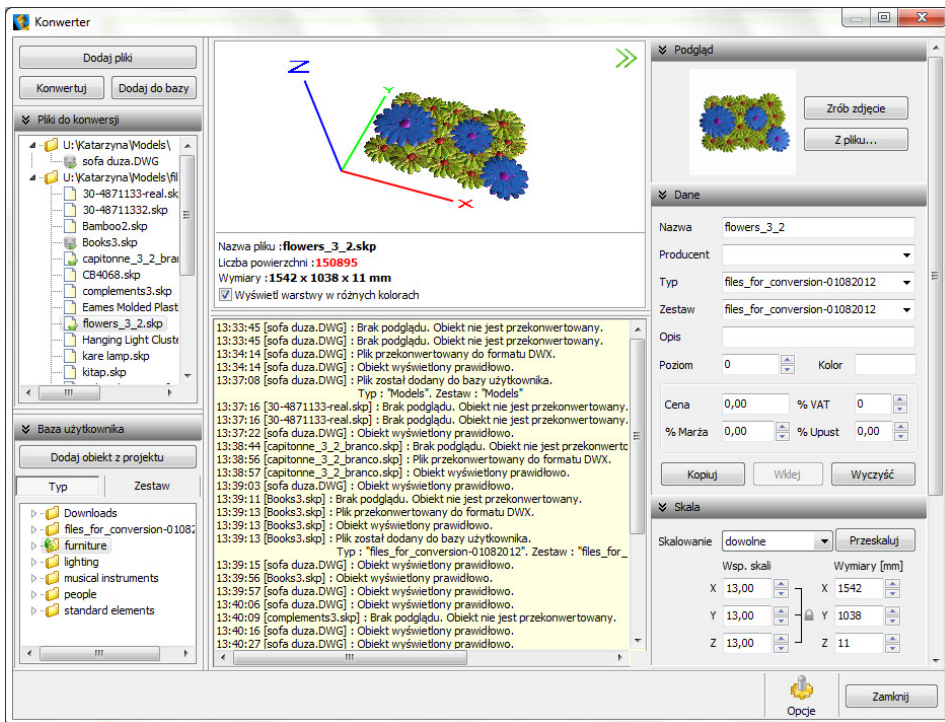 Konwerter
Dodaj pliki
Konwertuj
Dodaj do bazy
Pliki do konwersji
U:\Katarzyna\Models\
sofa duza.DWG
U:\Katarzyna\Models\fil
30-4871133-real.sk
30-48711332.skp
Bamboo2.skp
Books3.skp
capitonne_3_2_brar
CB4068.skp
complements3.skp
Eames Molded Plast
flowers_3_2.skp
Hanging Light Cluste
kare lamp.skp
kitap.skp
Baza użytkownika
Dodaj obiekt z projektu
Typ
Zestaw
Downloads
files_for_conversion-0108
furniture
lighting
musical instruments
people
standard elements
Z
Y
X
Nazwa pliku :flowers_3_2.skp
Liczba powierzchni :150895
Wymiary :1542 x 1038 x 11 mm
Wyświetl warstwy w różnych kolorach
13:33:45 [sofa duza.DWG] : Brak podglądu. Obiekt nie jest przekonwertowany.
13:33:45 [sofa duza.DWG] : Brak podglądu. Obiekt nie jest przekonwertowany.
13:34:14 [sofa duza.DWG] : Plik przekonwertowany do formatu DWX.
13:34:14 [sofa duza.DWG] : Obiekt wyświetlony prawidłowo.
13:37:08 [sofa duza.DWG] : Plik został dodany do bazy użytkownika.
Typ : "Models". Zestaw : "Models"
13:37:16 [30-4871133-real.skp] : Brak podglądu. Obiekt nie jest przekonwertowany.
13:37:16 [30-4871133-real.skp] : Brak podglądu. Obiekt nie jest przekonwertowany.
13:37:22 [sofa duza.DWG] : Obiekt wyświetlony prawidłowo.
13:38:44 [capitonne_3_2_branco.skp] : Brak podglądu. Obiekt nie jest przekonwertc
13:38:56 [capitonne_3_2_branco.skp] : Plik przekonwertowany do formatu DWX.
13:38:57 [capitonne_3_2_branco.skp] : Obiekt wyświetlony prawidłowo.
13:39:03 [sofa duza.DWG] : Obiekt wyświetlony prawidłowo.
13:39:11 [Books3.skp] : Brak podglądu. Obiekt nie jest przekonwertowany.
13:39:13 [Books3.skp] : Plik przekonwertowany do formatu DWX.
13:39:13 [Books3.skp] : Obiekt wyświetlony prawidłowo.
13:39:13 [Books3.skp] : Plik został dodany do bazy użytkownika.
Typ : "files_for_conversion-01082012". Zestaw : "files_for_
13:39:15 [sofa duza.DWG] : Obiekt wyświetlony prawidłowo.
13:39:56 [Books3.skp] : Obiekt wyświetlony prawidłowo.
13:39:57 [sofa duza.DWG] : Obiekt wyświetlony prawidłowo.
13:40:06 [sofa duza.DWG] : Obiekt wyświetlony prawidłowo.
13:40:09 [complements3.skp] : Brak podglądu. Obiekt nie jest przekonwertowany.
13:40:16 [sofa duza.DWG] : Obiekt wyświetlony prawidłowo.
13:40:27 [sofa duza.DWG] : Obiekt wyświetlony prawidłowo.
Podgląd
Zrób zdjęcie
Z pliku...
Dane
Nazwa flowers_3_2
Producent
Typ files_for_conversion-01082012
Zestaw files_for_conversion-01082012
Opis
Poziom 0 Kolor
Cena 0,00 % VAT 0
% Marża 0,00 % Upust 0,00
Kopiuj Wklej Wyczyść
Skala
Skalowanie dowolne Przeskaluj
Wsp. skali Wymiary [mm]
X 13,00 X 1542
Y 13,00 Y 1038
Z 13,00 Z 11
Opcje
Zamknij